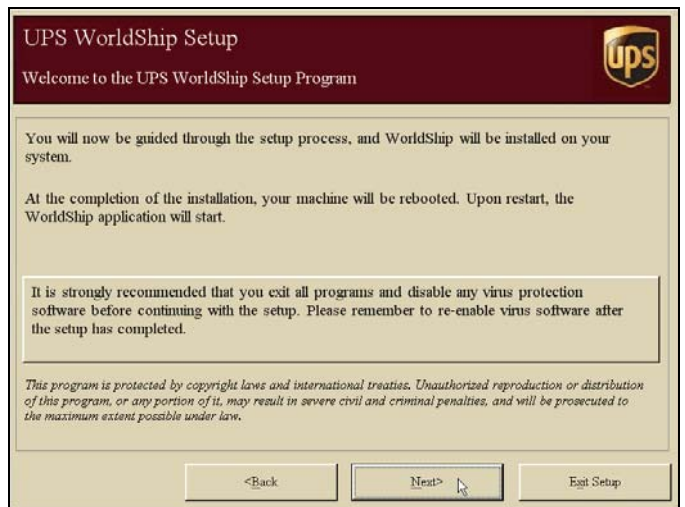 UPS WorldShip Setup
Welcome to the UPS WorldShip Setup Program
ups
You will now be guided through the setup process, and WorldShip will be installed on your
system.
At the completion of the installation, your machine will be rebooted. Upon restart, the
WorldShip application will start.
It is strongly recommended that you exit all programs and disable any virus protection
software before continuing with the setup. Please remember to re-enable virus software after
the setup has completed.
This program is protected by copyright laws and international treaties. Unauthorized reproduction or distribution
of this program, or any portion of it, may result in severe civil and criminal penalties, and will be prosecuted to
the maximum extent possible under law.
<Back
Next>
Exit Setup